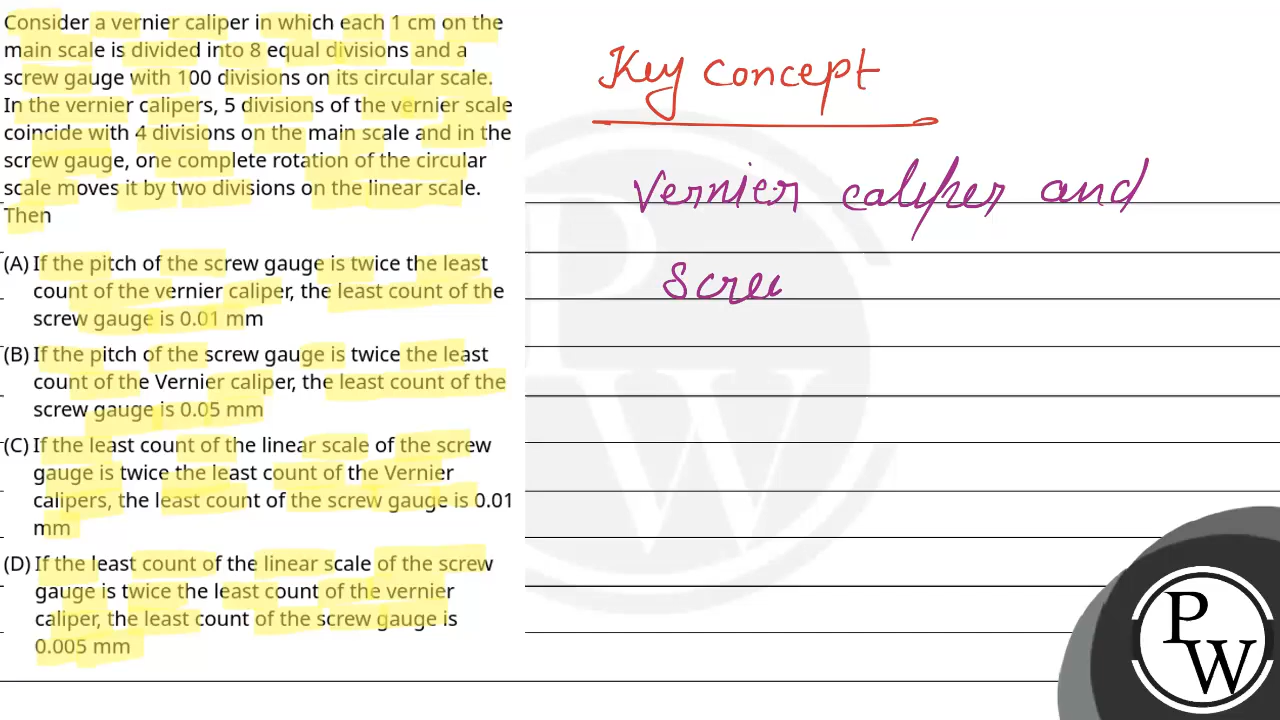 Consider a vernier caliper in which each 1 cm on the
main scale is divided into 8 equal divisions and a
screw gauge with 100 divisions on its circular scale.
In the vernier calipers, 5 divisions of the vernier scale
coincide with 4 divisions on the main scale and in the
screw gauge, one complete rotation of the circular
scale moves it by two divisions on the linear scale.
Then
(A) If the pitch of the screw gauge is twice the least
count of the vernier caliper, the least count of the
screw gauge is 0.01 mm
(B) If the pitch of the screw gauge is twice the least
count of the Vernier caliper, the least count of the
screw gauge is 0.05 mm
(C) If the least count of the linear scale of the screw
gauge is twice the least count of the Vernier
calipers, the least count of the screw gauge is 0.01
mm
(D) If the least count of the linear scale of the screw
gauge is twice the least count of the vernier
caliper, the least count of the screw gauge is
0.005 mm
Key concept
Vernier caliper and
Screw
PW
PW